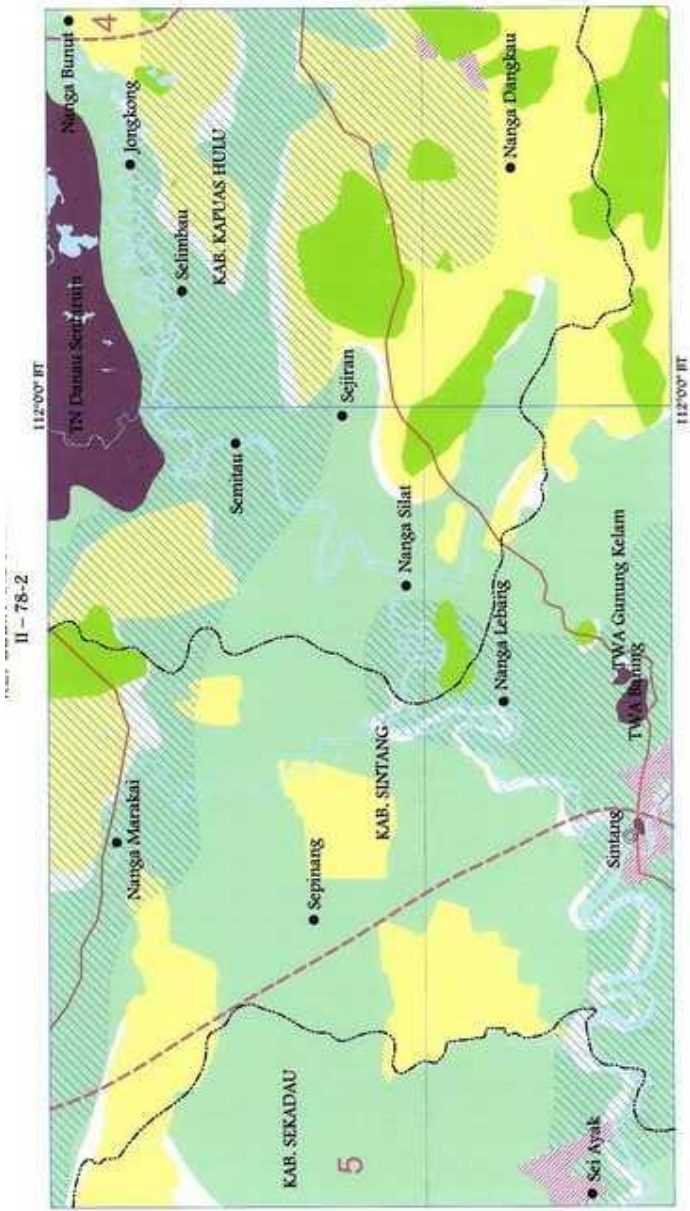 II – 78-2
112°00' BT
Nanga Bunut
4
Jongkong
TN Danau Sentarum
Selimbau
KAB. KAPUAS HULU
Semitau
Sejiran
Nanga Dangkau
Nanga Marakai
Nanga Silat
Sepinang
KAB. SINTANG
Nanga Lebang
TWA Gunung Kelam
TWA Baning
Sintang
KAB. SEKADAU
5
Sei Ayak
112°00' BT